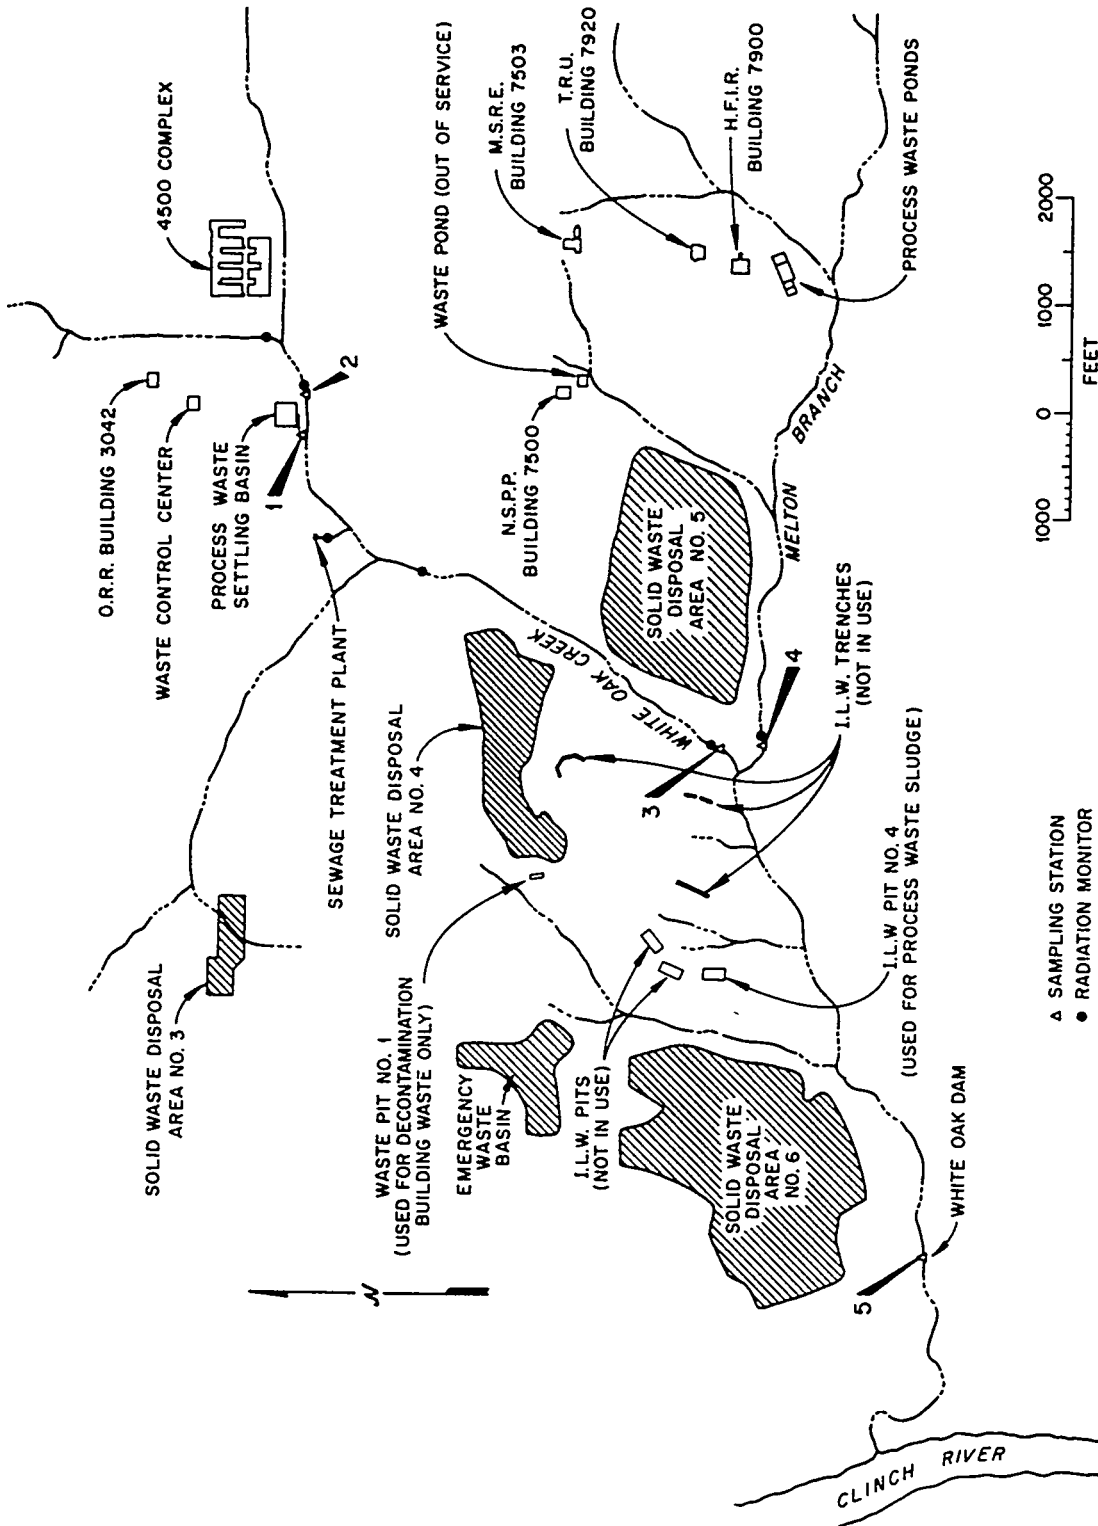 4500 COMPLEX
O.R.R. BUILDING 3042
WASTE CONTROL CENTER
PROCESS WASTE
SETTLING BASIN
1
2
SEWAGE TREATMENT PLANT
SOLID WASTE DISPOSAL
AREA NO. 3
SOLID WASTE DISPOSAL
AREA NO. 4
WASTE PIT NO. 1
(USED FOR DECONTAMINATION
BUILDING WASTE ONLY)
EMERGENCY
WASTE
BASIN
I.L.W. PITS
(NOT IN USE)
SOLID WASTE
DISPOSAL
AREA
NO. 6
N
5
WHITE OAK DAM
CLINCH RIVER
WHITE OAK CREEK
3
4
I.L.W. TRENCHES
(NOT IN USE)
I.L.W PIT NO. 4
(USED FOR PROCESS WASTE SLUDGE)
SOLID WASTE
DISPOSAL
AREA NO. 5
MELTON BRANCH
N.S.P.P.
BUILDING 7500
WASTE POND (OUT OF SERVICE)
M.S.R.E.
BUILDING 7503
T.R.U.
BUILDING 7920
H.F.I.R.
BUILDING 7900
PROCESS WASTE PONDS
1000 0 1000 2000
FEET
△ SAMPLING STATION
● RADIATION MONITOR